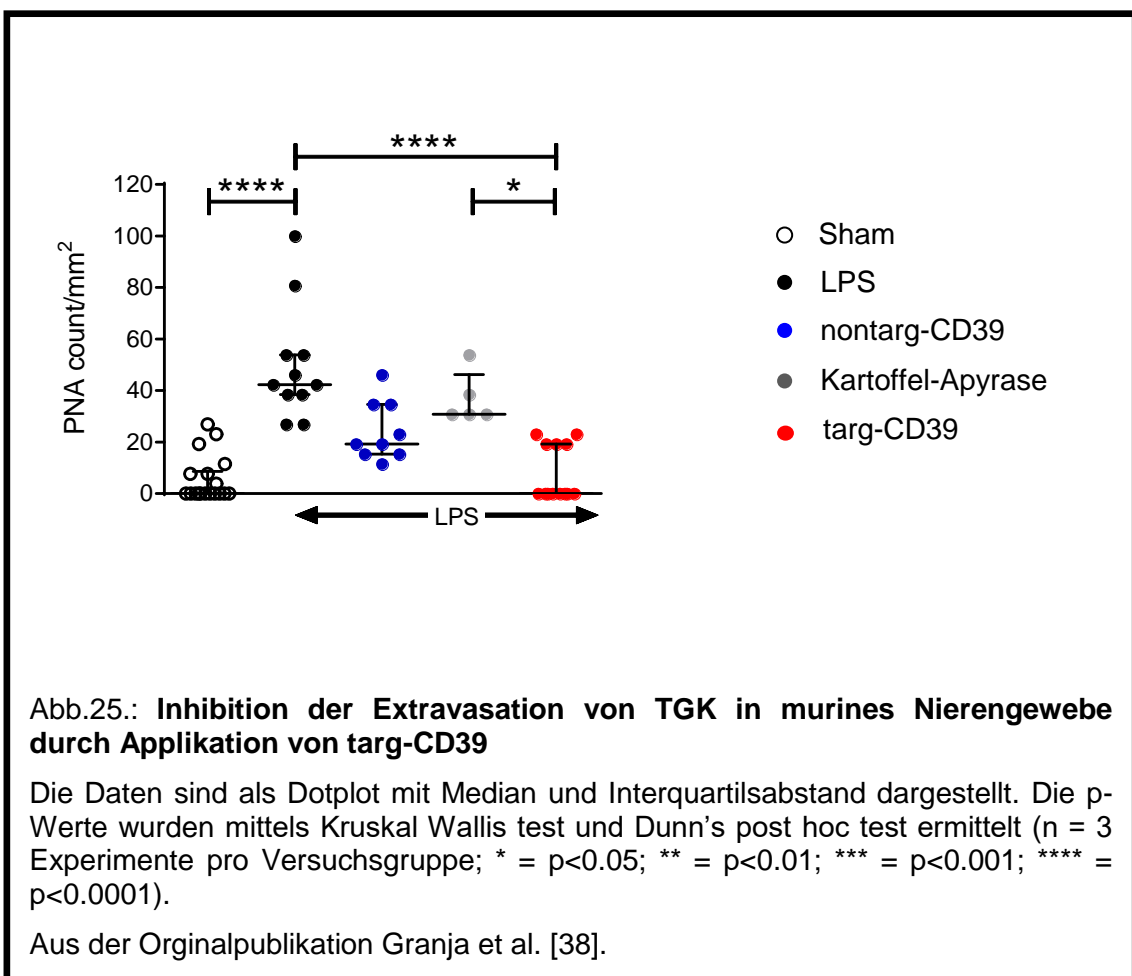 ****
****
*
120
100
80
60
40
20
0
PNA count/mm²
LPS
Sham
LPS
nontarg-CD39
Kartoffel-Apyrase
targ-CD39
Abb.25.: Inhibition der Extravasation von TGK in murines Nierengewebe
durch Applikation von targ-CD39
Die Daten sind als Dotplot mit Median und Interquartilsabstand dargestellt. Die p-
Werte wurden mittels Kruskal Wallis test und Dunn's post hoc test ermittelt (n = 3
Experimente pro Versuchsgruppe; * = p<0.05; ** = p<0.01; *** = p<0.001; **** =
p<0.0001).
Aus der Orginalpublikation Granja et al. [38].